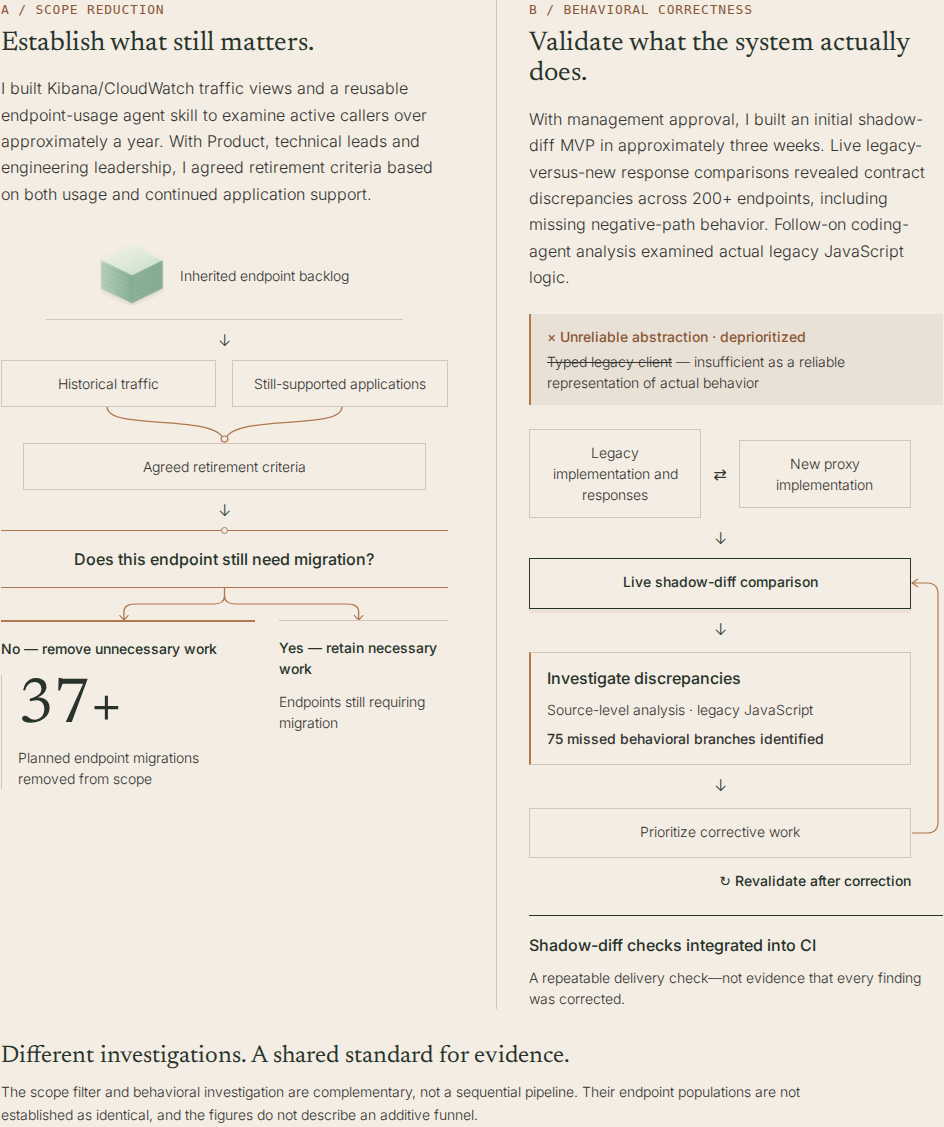 A / SCOPE REDUCTION
Establish what still matters.
I built Kibana/CloudWatch traffic views and a reusable
endpoint-usage agent skill to examine active callers over
approximately a year. With Product, technical leads and
engineering leadership, I agreed retirement criteria based
on both usage and continued application support.
Inherited endpoint backlog
↓
Historical traffic
Still-supported applications
Agreed retirement criteria
↓
Does this endpoint still need migration?
No — remove unnecessary work
37+
Planned endpoint migrations
removed from scope
Yes — retain necessary
work
Endpoints still requiring
migration
B / BEHAVIORAL CORRECTNESS
Validate what the system actually
does.
With management approval, I built an initial shadow-
diff MVP in approximately three weeks. Live legacy-
versus-new response comparisons revealed contract
discrepancies across 200+ endpoints, including
missing negative-path behavior. Follow-on coding-
agent analysis examined actual legacy JavaScript
logic.
× Unreliable abstraction · deprioritized
Typed legacy client — insufficient as a reliable
representation of actual behavior
Legacy
implementation and
responses
⇄
New proxy
implementation
↓
Live shadow-diff comparison
↓
Investigate discrepancies
Source-level analysis · legacy JavaScript
75 missed behavioral branches identified
↓
Prioritize corrective work
↻ Revalidate after correction
Shadow-diff checks integrated into CI
A repeatable delivery check—not evidence that every finding
was corrected.
Different investigations. A shared standard for evidence.
The scope filter and behavioral investigation are complementary, not a sequential pipeline. Their endpoint populations are not
established as identical, and the figures do not describe an additive funnel.